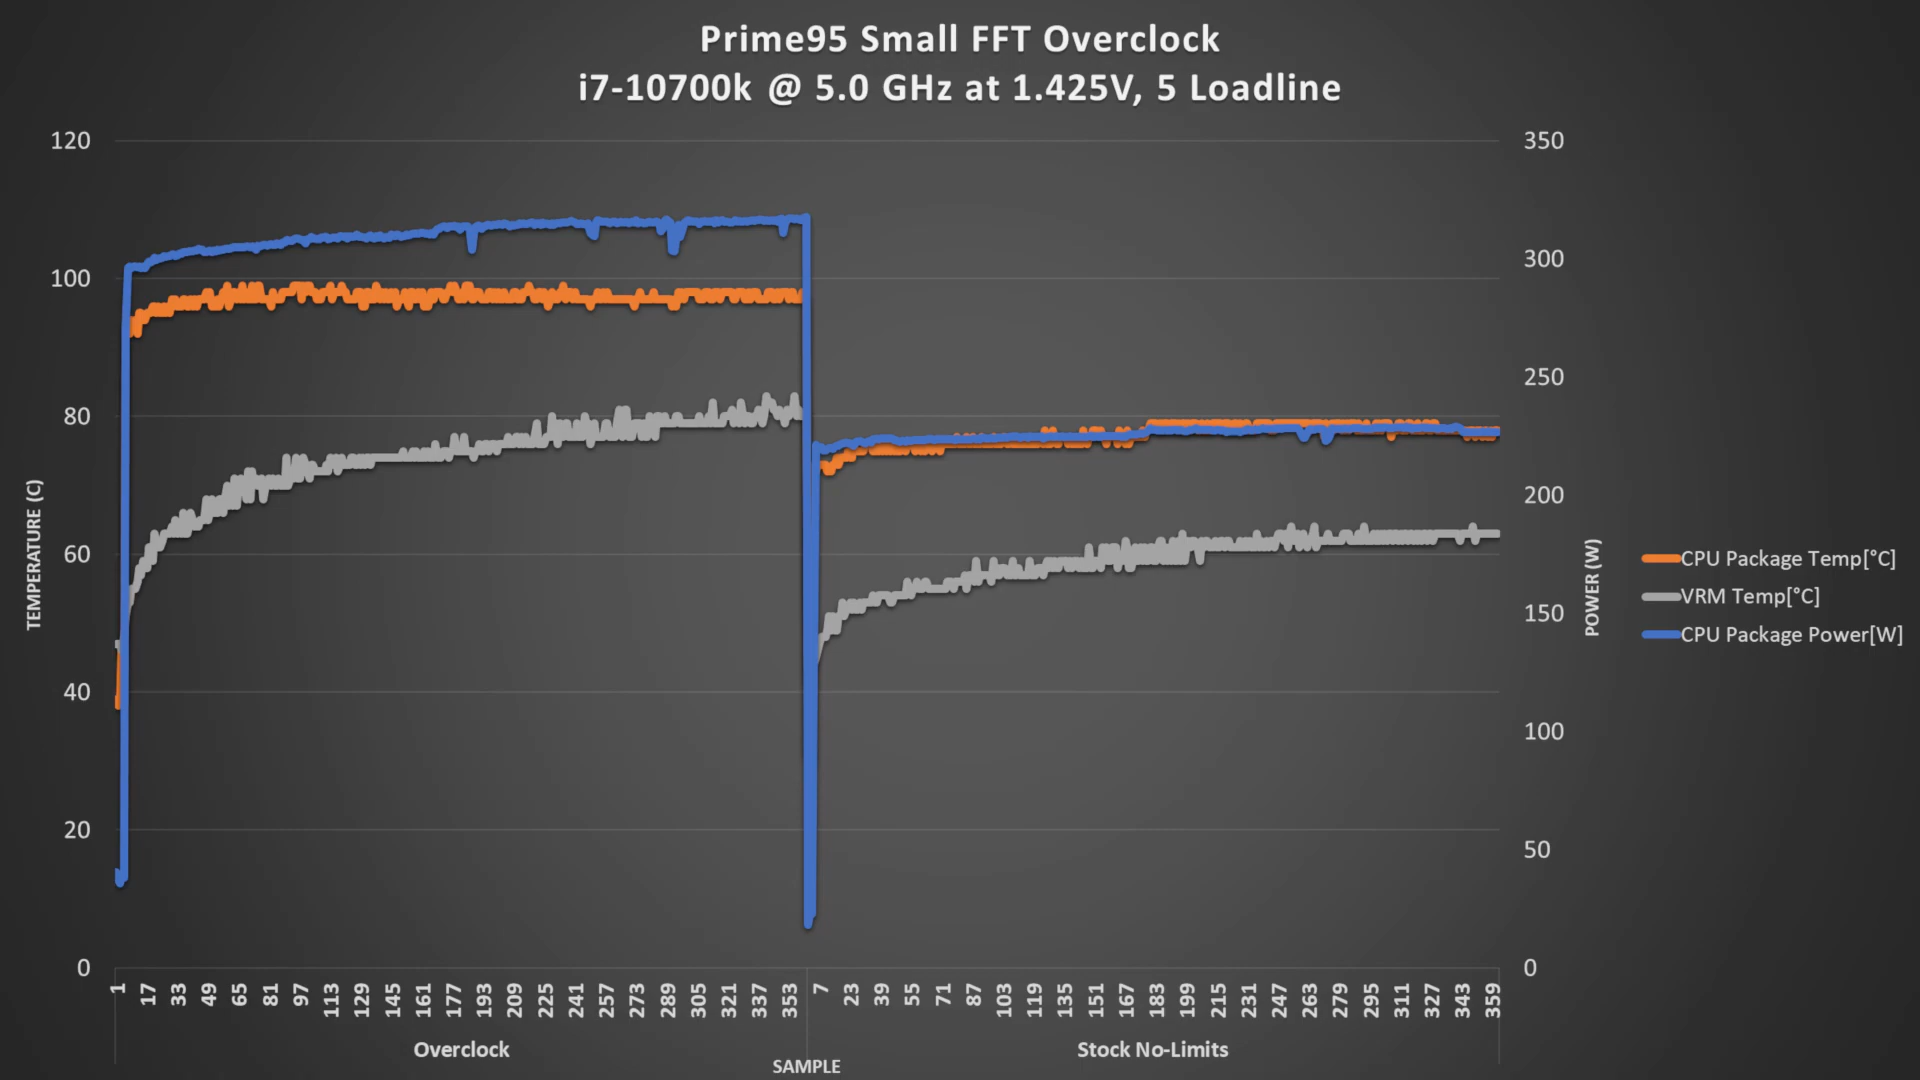 Prime95 Small FFT Overclock
i7-10700k @ 5.0 GHz at 1.425V, 5 Loadline
120
100
80
60
40
20
0
TEMPERATURE (C)
350
300
250
200
150
100
50
0
POWER (W)
CPU Package Temp[°C]
VRM Temp[°C]
CPU Package Power[W]
1 17 33 49 65 81 97 113 129 145 161 177 193 209 225 241 257 273 289 305 321 337 353 7 23 39 55 71 87 103 119 135 151 167 183 199 215 231 247 263 279 295 311 327 343 359
Overclock Stock No-Limits
SAMPLE